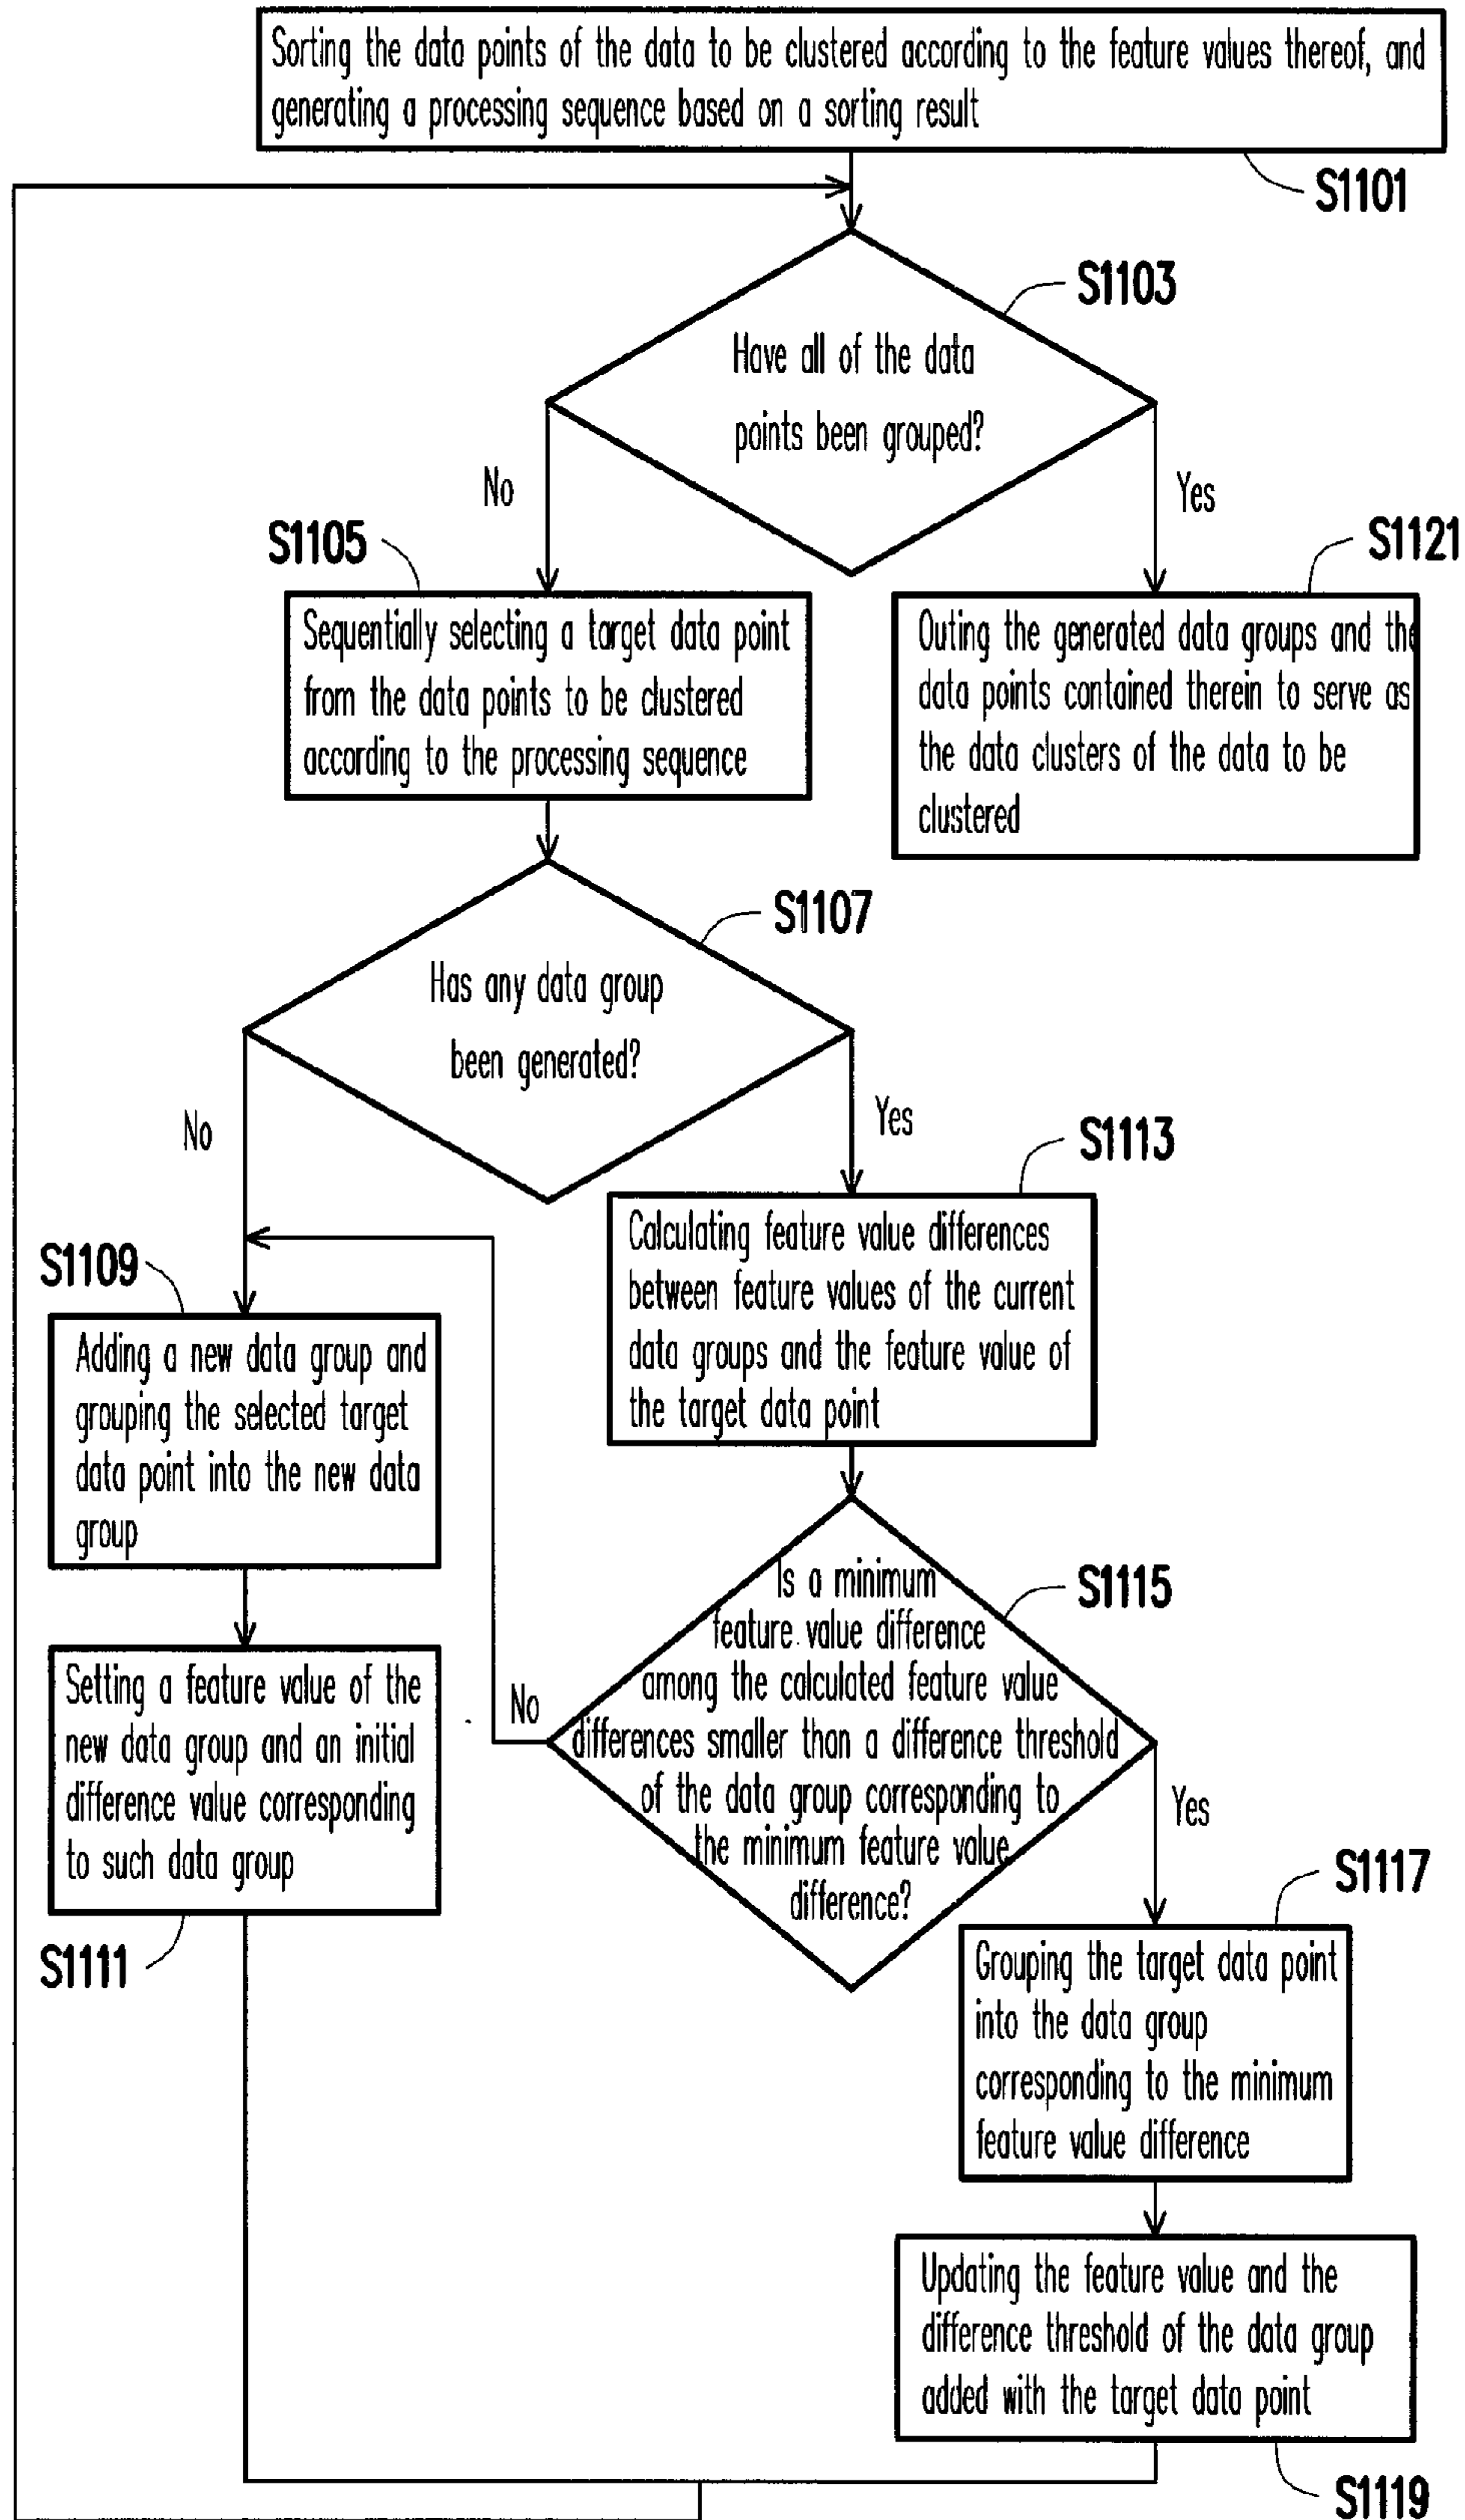 Sorting the data points of the data to be clustered according to the feature values thereof, and
generating a processing sequence based on a sorting result
S1101
S1103
Have all of the data
points been grouped?
No
Yes
S1105
S1121
Sequentially selecting a target data point
from the data points to be clustered
according to the processing sequence
Outing the generated data groups and the
data points contained therein to serve as
the data clusters of the data to be
clustered
S1107
Has any data group
been generated?
No
Yes
S1113
Calculating feature value differences
between feature values of the current
data groups and the feature value of
the target data point
S1109
Adding a new data group and
grouping the selected target
data point into the new data
group
S1115
Is a minimum
feature value difference
among the calculated feature value
differences smaller than a difference threshold
of the data group corresponding to
the minimum feature value
difference?
No
Yes
Setting a feature value of the
new data group and an initial
difference value corresponding
to such data group
S1111
S1117
Grouping the target data point
into the data group
corresponding to the minimum
feature value difference
Updating the feature value and the
difference threshold of the data group
added with the target data point
S1119